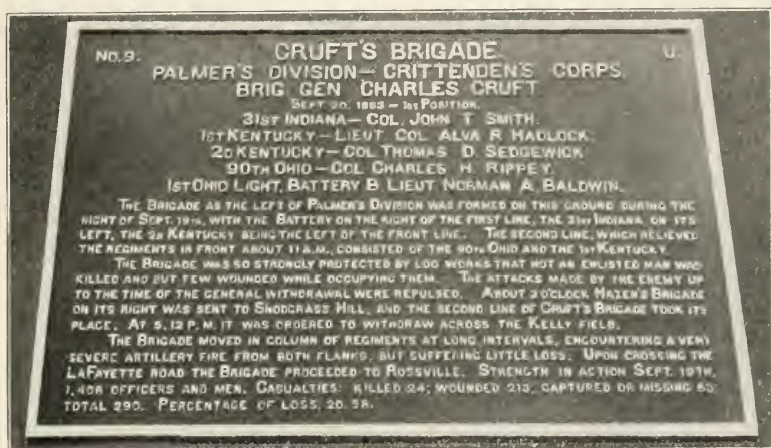 No. 9. CRUFT'S BRIGADE. U.
PALMER'S DIVISION — CRITTENDEN'S CORPS.
BRIG GEN CHARLES CRUFT
SEPT. 20, 1863 — 1ST POSITION.
31ST INDIANA — COL. JOHN T SMITH.
1ST KENTUCKY — LIEUT COL ALVA R HADLOCK.
2D KENTUCKY — COL THOMAS D. SEDGEWICK
90TH OHIO — COL CHARLES H. RIPPEY.
1ST OHIO LIGHT, BATTERY B, LIEUT NORMAN A. BALDWIN.
THE BRIGADE AS THE LEFT OF PALMER'S DIVISION WAS FORMED ON THIS GROUND DURING THE
NIGHT OF SEPT. 19TH, WITH THE BATTERY ON THE RIGHT OF THE FIRST LINE, THE 31ST INDIANA ON ITS
LEFT, THE 2D KENTUCKY BEING THE LEFT OF THE FRONT LINE. THE SECOND LINE, WHICH RELIEVED
THE REGIMENTS IN FRONT ABOUT 11 A.M., CONSISTED OF THE 90TH OHIO AND THE 1ST KENTUCKY.
THE BRIGADE WAS SO STRONGLY PROTECTED BY LOG WORKS THAT NOT AN ENLISTED MAN WAS
KILLED AND BUT FEW WOUNDED WHILE OCCUPYING THEM. THE ATTACKS MADE BY THE ENEMY UP
TO THE TIME OF THE GENERAL WITHDRAWAL WERE REPULSED. ABOUT 3 O'CLOCK HAZEN'S BRIGADE
ON ITS RIGHT WAS SENT TO SNODGRASS HILL, AND THE SECOND LINE OF CRUFT'S BRIGADE TOOK ITS
PLACE. AT 5.12 P.M. IT WAS ORDERED TO WITHDRAW ACROSS THE KELLY FIELD.
THE BRIGADE MOVED IN COLUMN OF REGIMENTS AT LONG INTERVALS, ENCOUNTERING A VERY
SEVERE ARTILLERY FIRE FROM BOTH FLANKS, BUT SUFFERING LITTLE LOSS. UPON CROSSING THE
LAFAYETTE ROAD THE BRIGADE PROCEEDED TO ROSSVILLE. STRENGTH IN ACTION SEPT. 19TH,
OFFICERS AND MEN. CASUALTIES: KILLED 24; WOUNDED 213; CAPTURED OR MISSING 53;
TOTAL 290. PERCENTAGE OF LOSS,